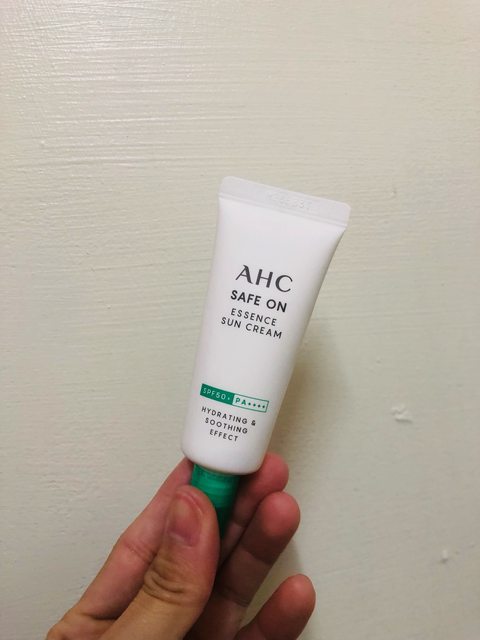 AHC
SAFE ON
ESSENCE
SUN CREAM
SPF50+ PA++++
HYDRATING &
SOOTHING
EFFECT